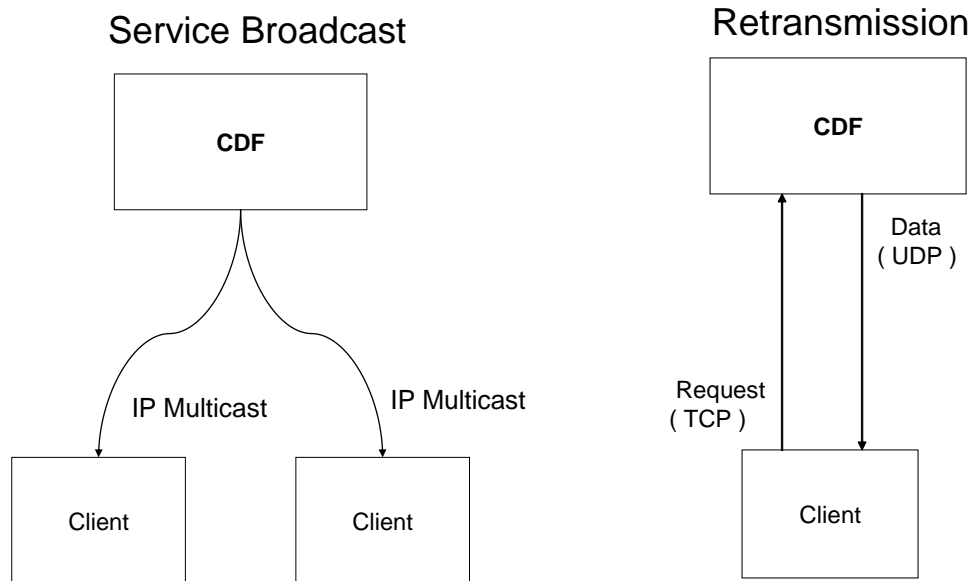 Service Broadcast
CDF
IP Multicast
IP Multicast
Client
Client
Retransmission
CDF
Data
( UDP )
Request
( TCP )
Client